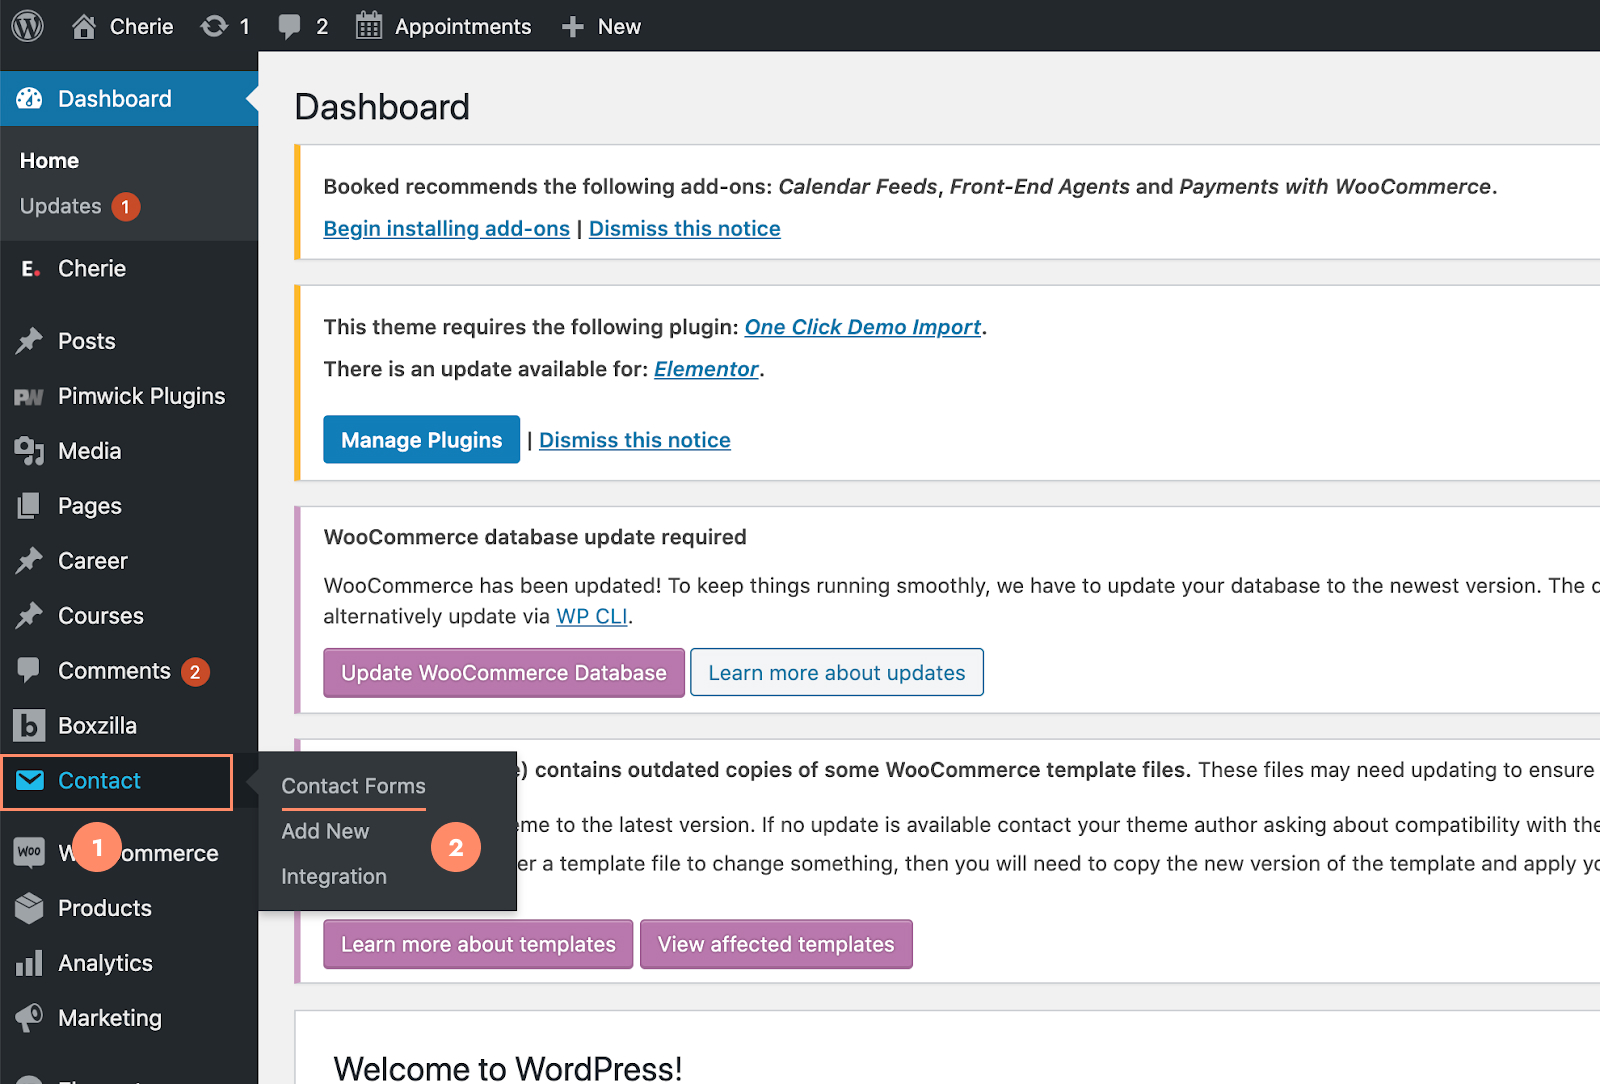 Cherie
1
2
Appointments
New
Dashboard
Home
Updates 1
E. Cherie
Posts
PW Pimwick Plugins
Media
Pages
Career
Courses
Comments 2
b Boxzilla
Contact
1
Woo
ommerce
Products
Analytics
Marketing
Contact Forms
Add New
2
Integration
Dashboard
Booked recommends the following add-ons: Calendar Feeds, Front-End Agents and Payments with WooCommerce.
Begin installing add-ons | Dismiss this notice
This theme requires the following plugin: One Click Demo Import.
There is an update available for: Elementor.
Manage Plugins | Dismiss this notice
WooCommerce database update required
WooCommerce has been updated! To keep things running smoothly, we have to update your database to the newest version. The
alternatively update via WP CLI.
Update WooCommerce Database
Learn more about updates
) contains outdated copies of some WooCommerce template files. These files may need updating to ensure
to the latest version. If no update is available contact your theme author asking about compatibility with the
a template file to change something, then you will need to copy the new version of the template and apply
Learn more about templates
View affected templates
Welcome to WordPress!